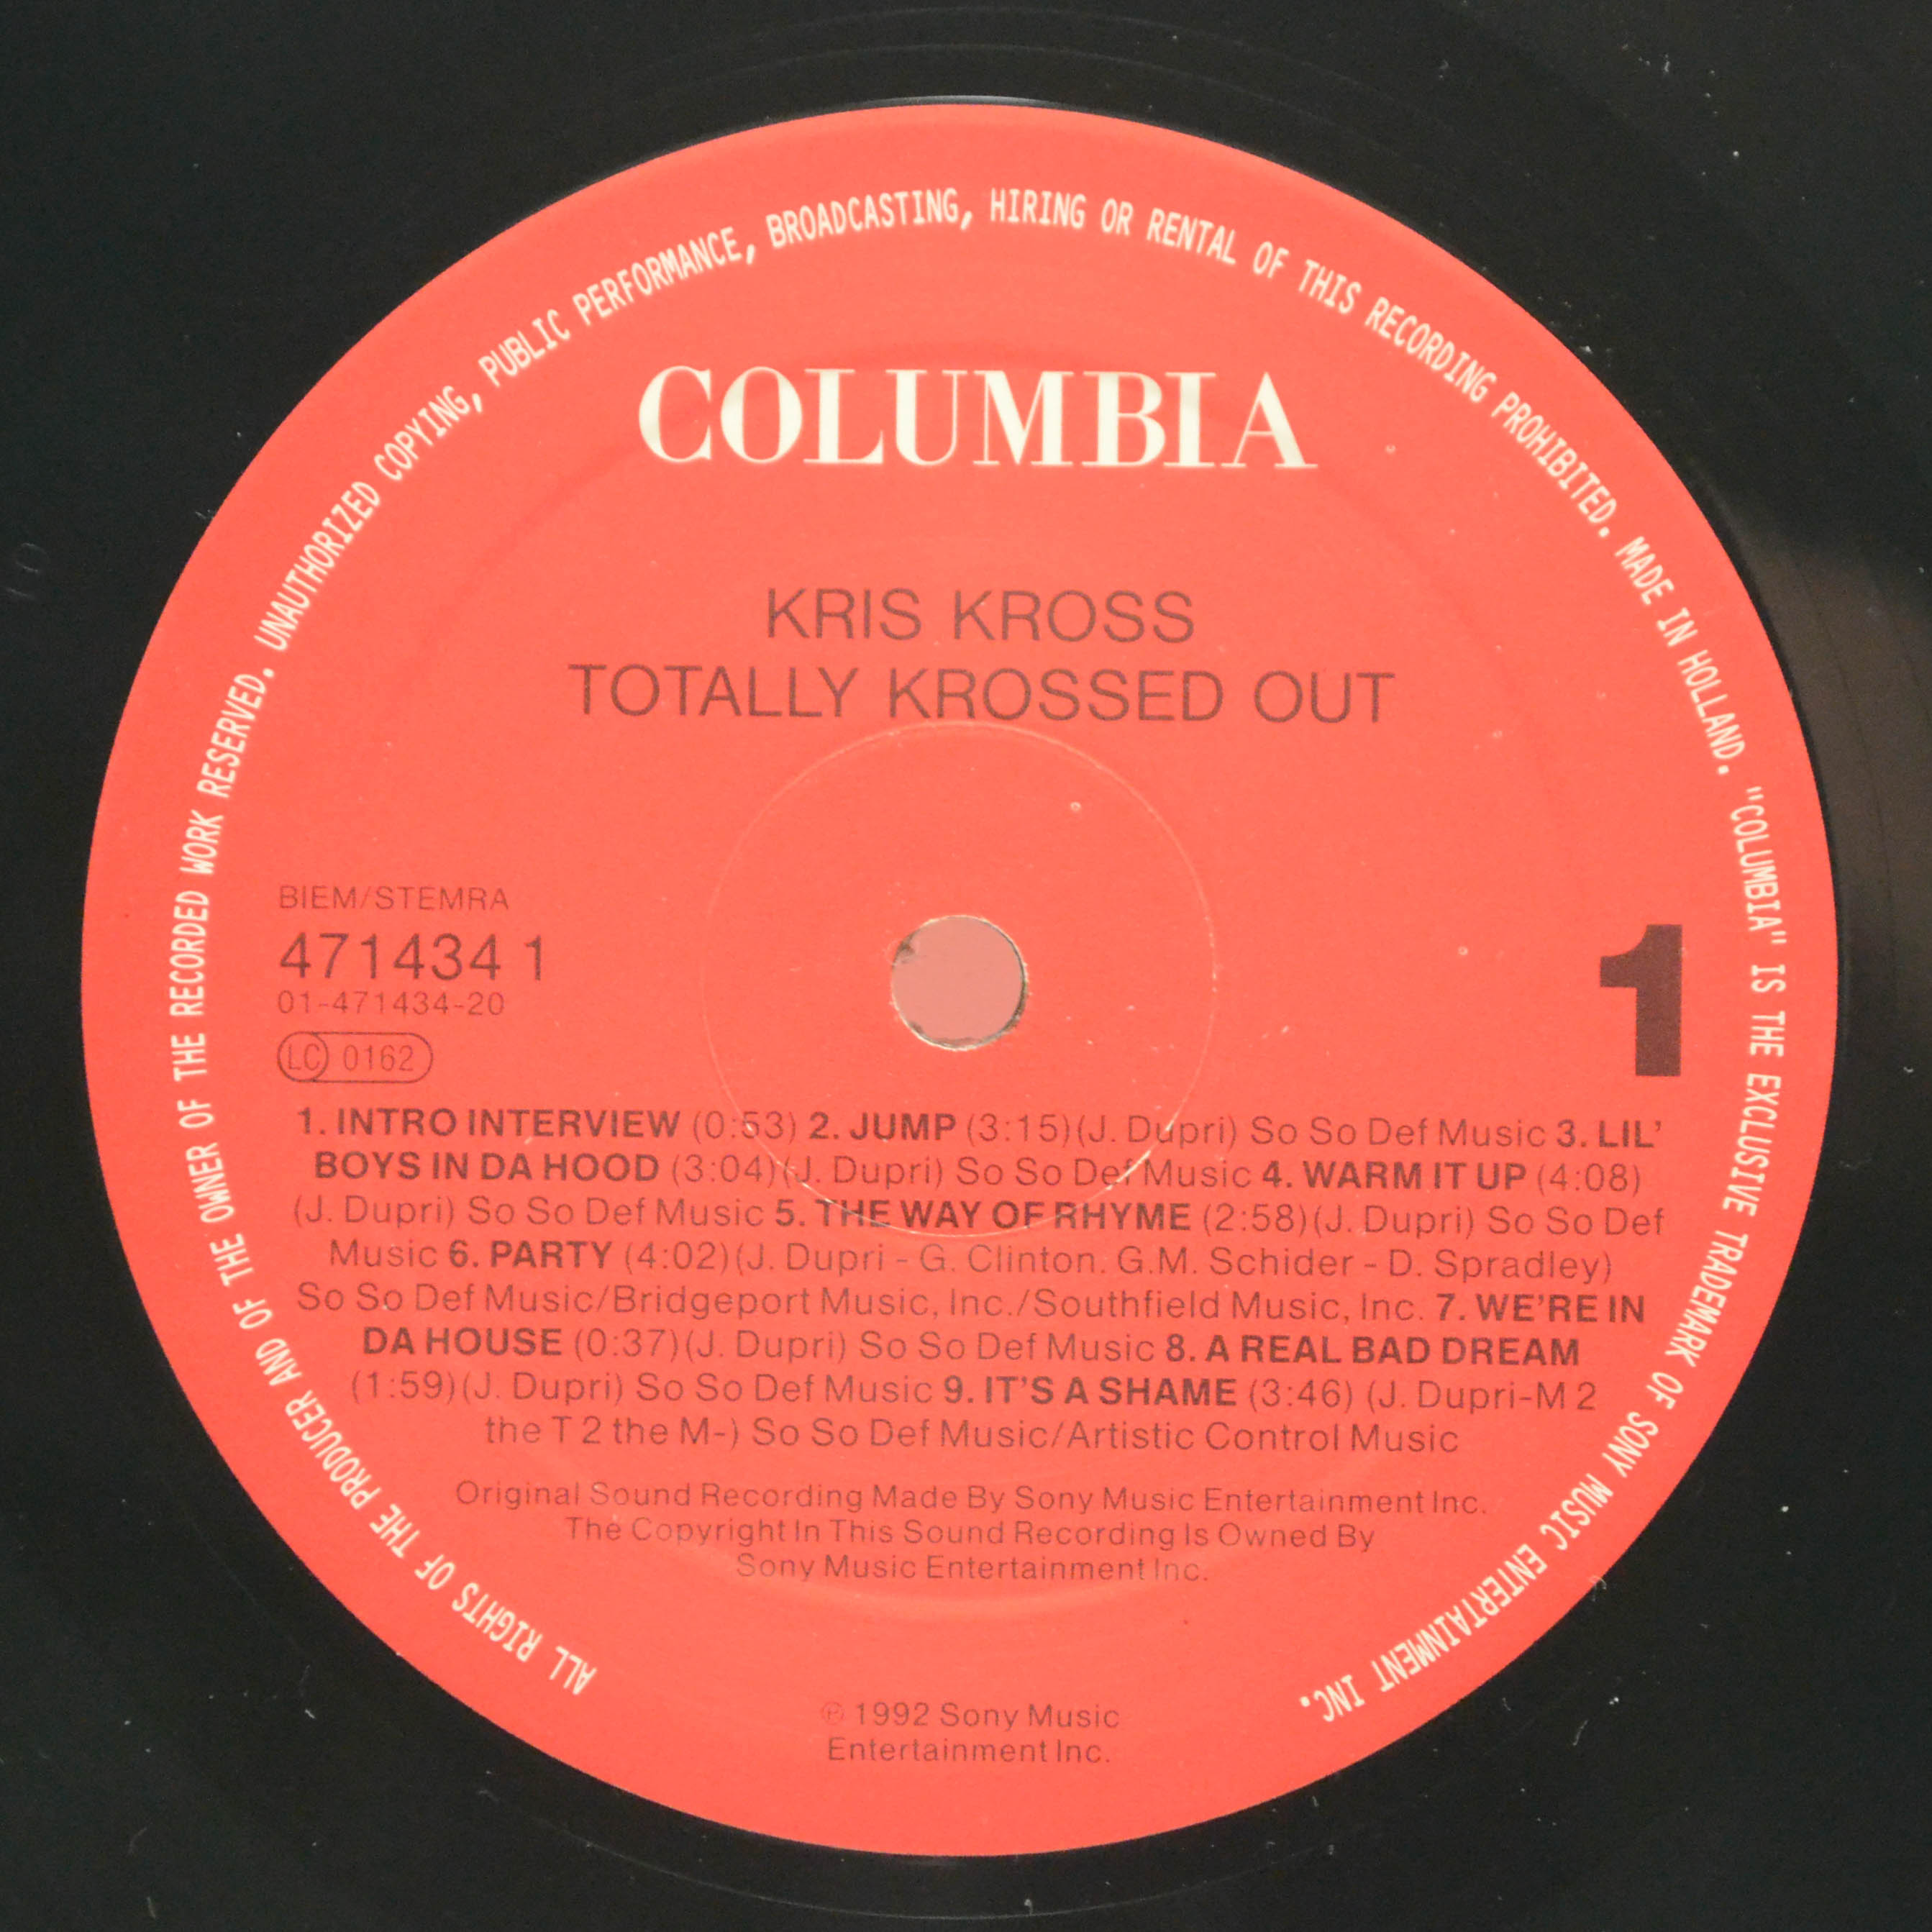 ALL RIGHTS OF THE PRODUCER AND OF THE OWNER OF THE RECORDED WORK RESERVED. UNAUTHORIZED COPYING, PUBLIC PERFORMANCE, BROADCASTING, HIRING OR RENTAL OF THIS RECORDING PROHIBITED. MADE IN HOLLAND. "COLUMBIA" IS THE EXCLUSIVE TRADEMARK OF SONY MUSIC ENTERTAINMENT INC.
COLUMBIA
KRIS KROSS
TOTALLY KROSSED OUT
BIEM/STEMRA
471434 1
01-471434-20
LC 0162
1
1. INTRO INTERVIEW (0:53) 2. JUMP (3:15)(J. Dupri) So So Def Music 3. LIL'
BOYS IN DA HOOD (3:04)(J. Dupri) So So Def Music 4. WARM IT UP (4:08)
(J. Dupri) So So Def Music 5. THE WAY OF RHYME (2:58)(J. Dupri) So So Def
Music 6. PARTY (4:02)(J. Dupri - G. Clinton. G.M. Schider - D. Spradley)
So So Def Music/Bridgeport Music, Inc./Southfield Music, Inc. 7. WE'RE IN
DA HOUSE (0:37)(J. Dupri) So So Def Music 8. A REAL BAD DREAM
(1:59)(J. Dupri) So So Def Music 9. IT'S A SHAME (3:46) (J. Dupri-M 2
the T 2 the M-) So So Def Music/Artistic Control Music
Original Sound Recording Made By Sony Music Entertainment Inc.
The Copyright In This Sound Recording Is Owned By
Sony Music Entertainment Inc.
℗ 1992 Sony Music
Entertainment Inc.